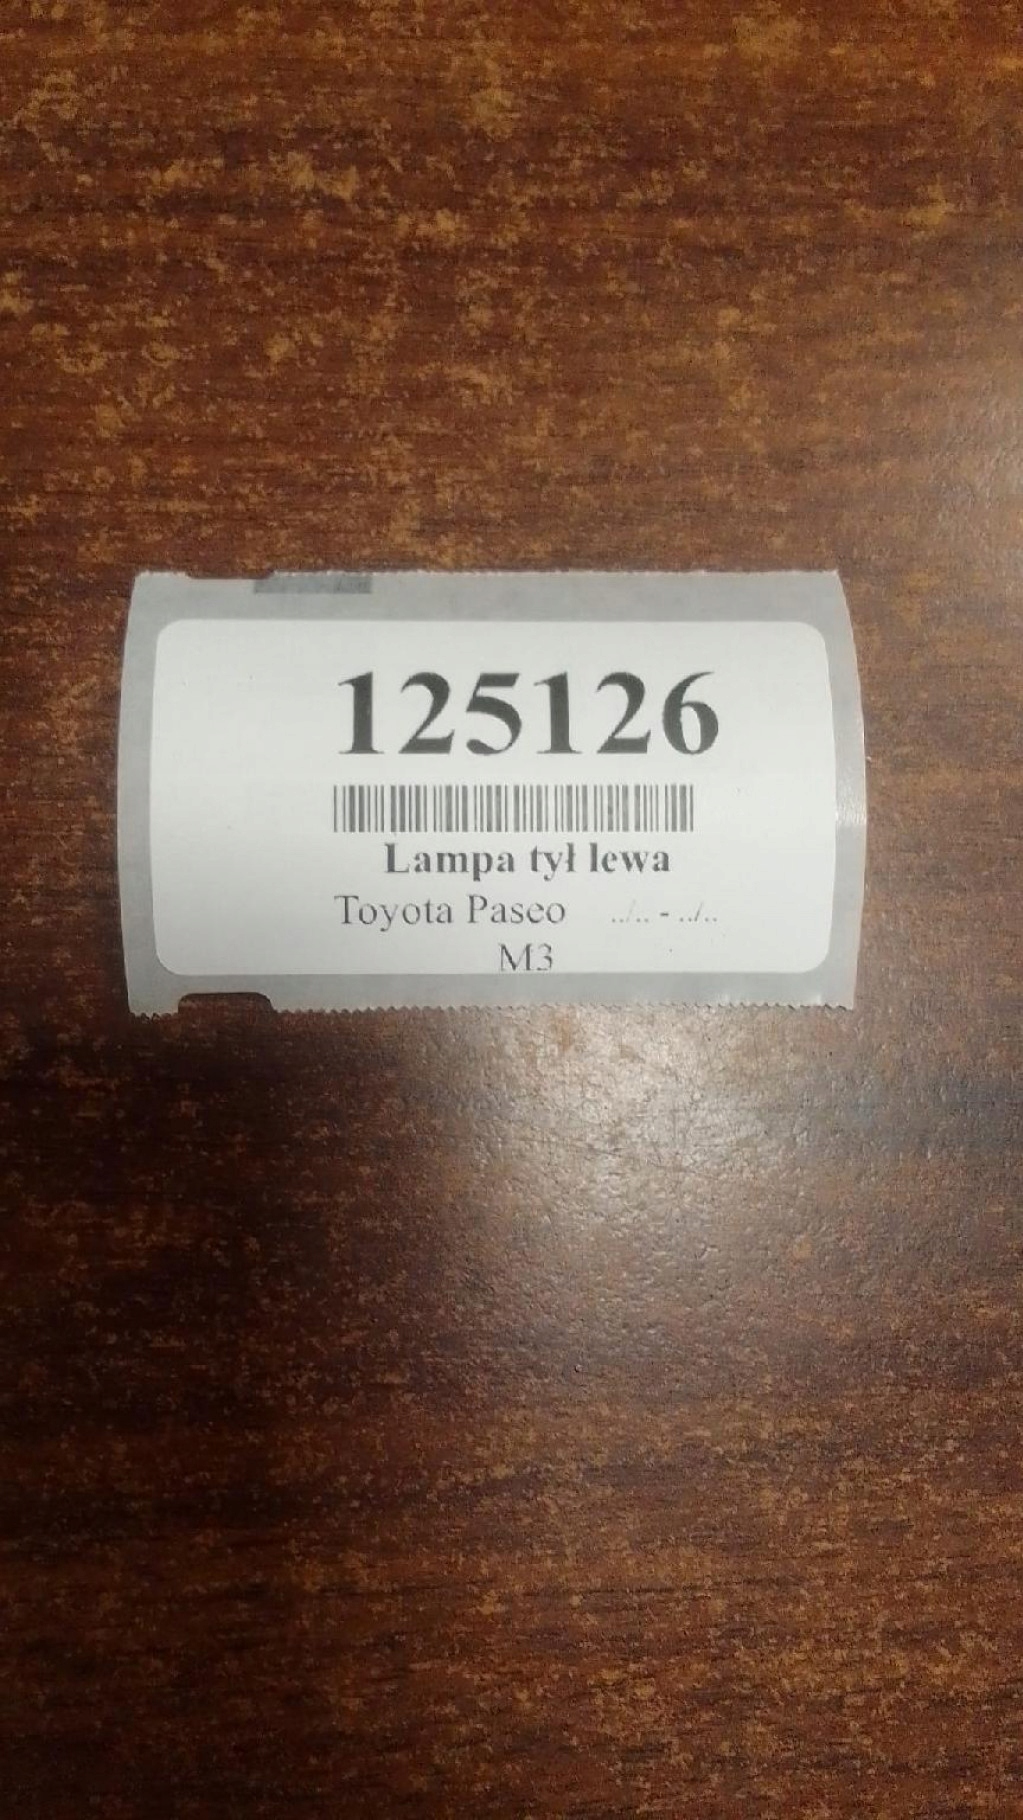 125126
Lampa tył lewa
Toyota Paseo ../.. - ../..
M3